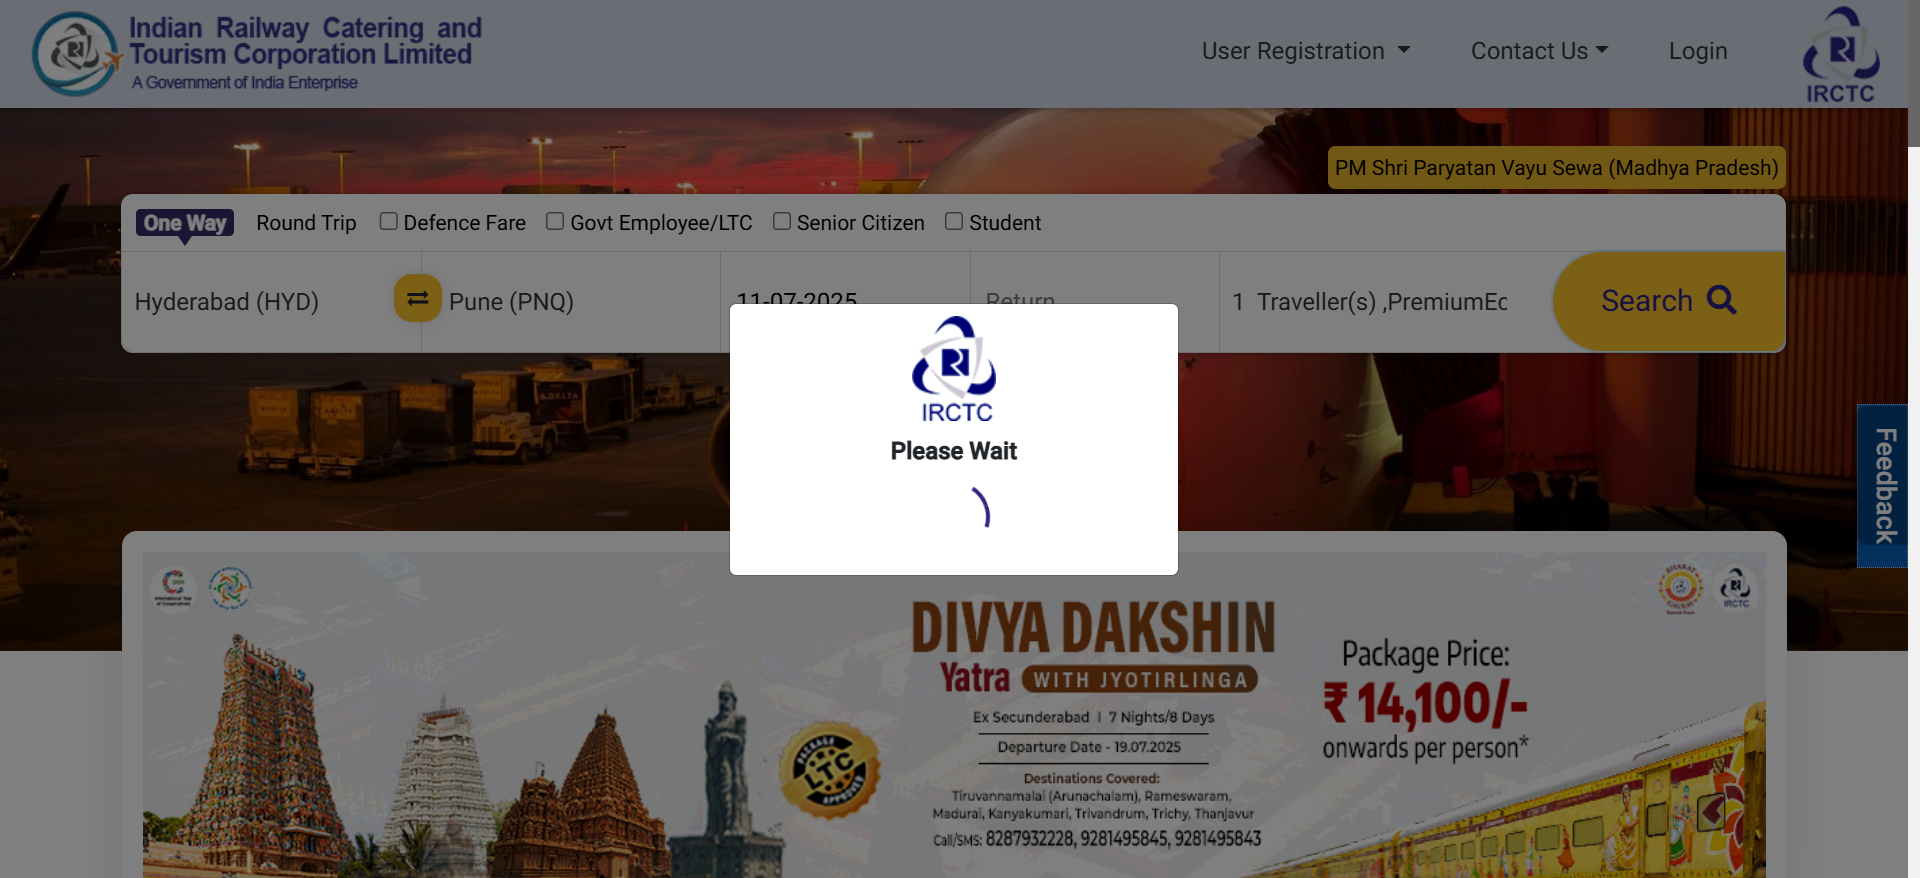 Indian Railway Catering and
Tourism Corporation Limited
A Government of India Enterprise
User Registration
Contact Us
Login
IRCTC
PM Shri Paryatan Vayu Sewa (Madhya Pradesh)
One Way
Round Trip
Defence Fare
Govt Employee/LTC
Senior Citizen
Student
Hyderabad (HYD)
Pune (PNQ)
11-07-2025
Return
1 Traveller(s) ,PremiumEc
Search
IRCTC
Please Wait
Feedback
DIVYA DAKSHIN
Yatra WITH JYOTIRLINGA
Ex Secunderabad I 7 Nights/8 Days
Departure Date - 19.07.2025
Destinations Covered:
Tiruvannamalai (Arunachalam), Rameswaram,
Madurai, Kanyakumari, Trivandrum, Trichy, Thanjavur
Call/SMS: 8287932228, 9281495845, 9281495843
PACKAGE
LTC
APPROVED
IRCTC
Package Price:
₹ 14,100/-
onwards per person*